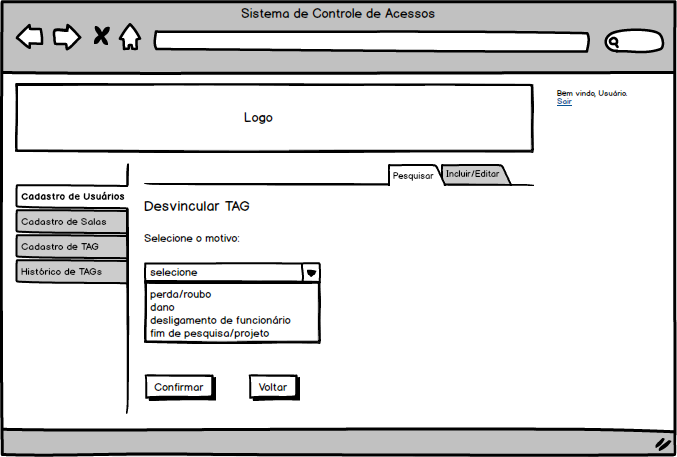 Sistema de Controle de Acessos
Bem vindo, Usuário.
Sair
Logo
Pesquisar
Incluir/Editar
Cadastro de Usuários
Cadastro de Salas
Cadastro de TAG
Histórico de TAGs
Desvincular TAG
Selecione o motivo:
selecione
perda/roubo
dano
desligamento de funcionário
fim de pesquisa/projeto
Confirmar
Voltar